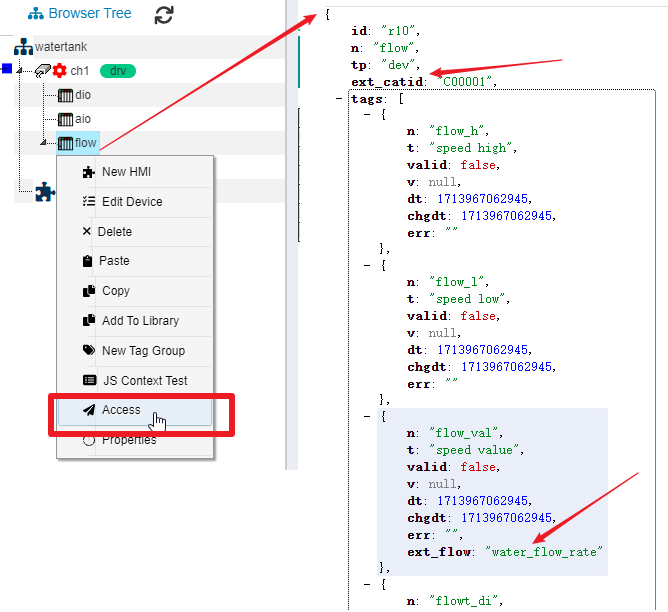 Browser Tree
watertank
ch1 drv
dio
aio
flow
New HMI
Edit Device
Delete
Paste
Copy
Add To Library
New Tag Group
JS Context Test
Access
Properties
{
id: "r10",
n: "flow",
tp: "dev",
ext_catid: "C00001",
- tags: [
- {
n: "flow_h",
t: "speed high",
valid: false,
v: null,
dt: 1713967062945,
chgdt: 1713967062945,
err: ""
},
- {
n: "flow_l",
t: "speed low",
valid: false,
v: null,
dt: 1713967062945,
chgdt: 1713967062945,
err: ""
},
- {
n: "flow_val",
t: "speed value",
valid: false,
v: null,
dt: 1713967062945,
chgdt: 1713967062945,
err: "",
ext_flow: "water_flow_rate"
},
- {
n: "flowt_di",